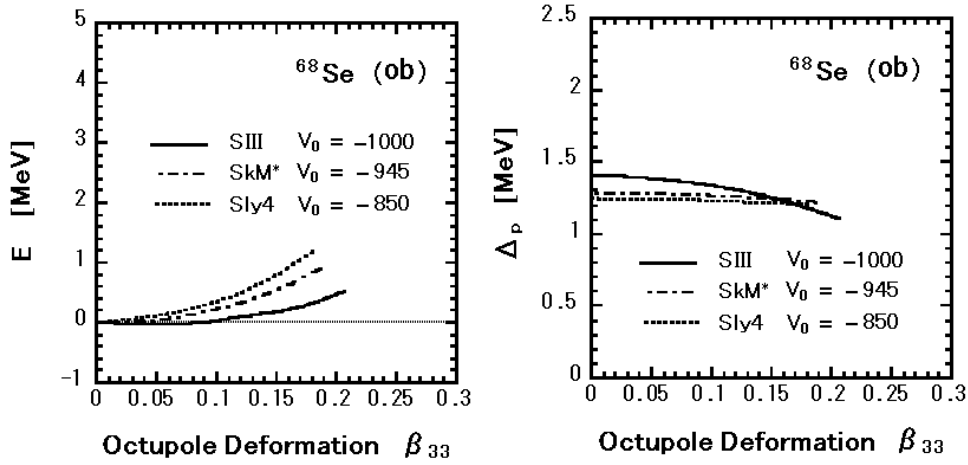 5
4
3
2
1
0
-1
E [MeV]
⁶⁸Se (ob)
SIII V₀ = -1000
SkM* V₀ = -945
Sly4 V₀ = -850
0 0.05 0.1 0.15 0.2 0.25 0.3
Octupole Deformation β₃₃
2.5
2
1.5
1
0.5
0
Δₚ [MeV]
⁶⁸Se (ob)
SIII V₀ = -1000
SkM* V₀ = -945
Sly4 V₀ = -850
0 0.05 0.1 0.15 0.2 0.25 0.3
Octupole Deformation β₃₃